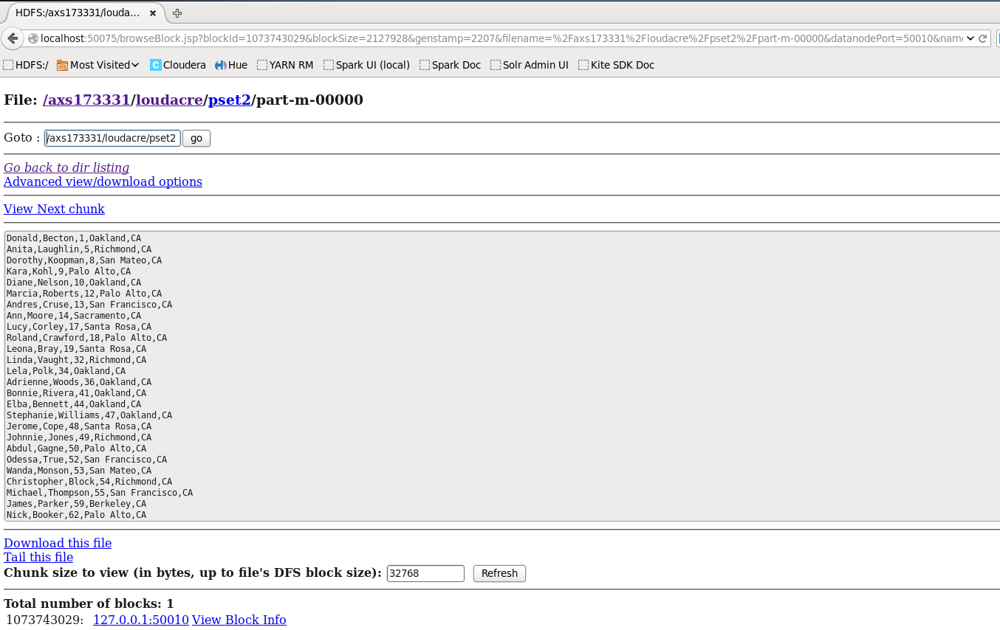 HDFS:/axs173331/louda...
localhost:50075/browseBlock.jsp?blockId=1073743029&blockSize=2127928&genstamp=2207&filename=%2Faxs173331%2Floudacre%2Fpset2%2Fpart-m-00000&datanodePort=50010&nam
HDFS:/ Most Visited Cloudera Hue YARN RM Spark UI (local) Spark Doc Solr Admin UI Kite SDK Doc
File: /axs173331/loudacre/pset2/part-m-00000
Goto : /axs173331/loudacre/pset2 go
Go back to dir listing
Advanced view/download options
View Next chunk
Donald,Becton,1,Oakland,CA
Anita,Laughlin,5,Richmond,CA
Dorothy,Koopman,8,San Mateo,CA
Kara,Kohl,9,Palo Alto,CA
Diane,Nelson,10,Oakland,CA
Marcia,Roberts,12,Palo Alto,CA
Andres,Cruse,13,San Francisco,CA
Ann,Moore,14,Sacramento,CA
Lucy,Corley,17,Santa Rosa,CA
Roland,Crawford,18,Palo Alto,CA
Leona,Bray,19,Santa Rosa,CA
Linda,Vaught,32,Richmond,CA
Lela,Polk,34,Oakland,CA
Adrienne,Woods,36,Oakland,CA
Bonnie,Rivera,41,Oakland,CA
Elba,Bennett,44,Oakland,CA
Stephanie,Williams,47,Oakland,CA
Jerome,Cope,48,Santa Rosa,CA
Johnnie,Jones,49,Richmond,CA
Abdul,Gagne,50,Palo Alto,CA
Odessa,True,52,San Francisco,CA
Wanda,Monson,53,San Mateo,CA
Christopher,Block,54,Richmond,CA
Michael,Thompson,55,San Francisco,CA
James,Parker,59,Berkeley,CA
Nick,Booker,62,Palo Alto,CA
Download this file
Tail this file
Chunk size to view (in bytes, up to file's DFS block size): 32768 Refresh
Total number of blocks: 1
1073743029: 127.0.0.1:50010 View Block Info